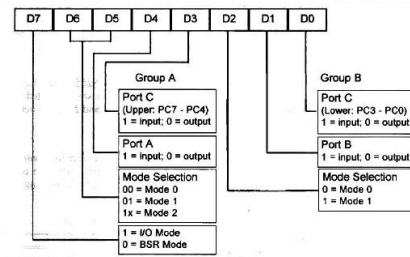 D7 D6 D5 D4 D3 D2 D1 D0
Group A
Port C
(Upper: PC7 - PC4)
1 = input; 0 = output
Port A
1 = input; 0 = output
Mode Selection
00 = Mode 0
01 = Mode 1
1x = Mode 2
1 = I/O Mode
0 = BSR Mode
Group B
Port C
(Lower: PC3 - PC0)
1 = input; 0 = output
Port B
1 = input; 0 = output
Mode Selection
0 = Mode 0
1 = Mode 1